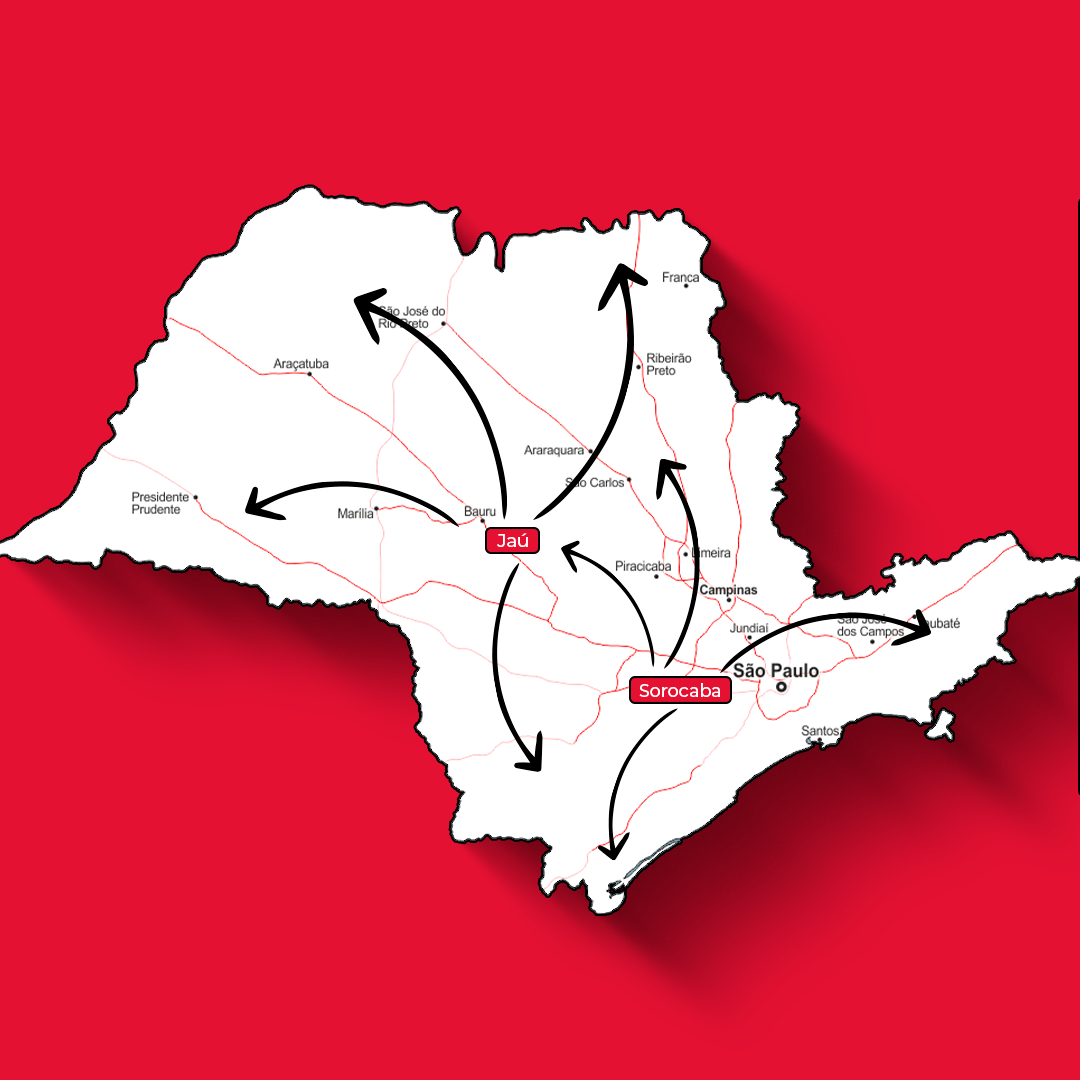 Franca
São José do
Rio Preto
Ribeirão
Preto
Araçatuba
Araraquara
São Carlos
Presidente
Prudente
Marília
Bauru
Jaú
Limeira
Piracicaba
Campinas
São José
dos Campos
Taubaté
Jundiaí
São Paulo
Sorocaba
Santos